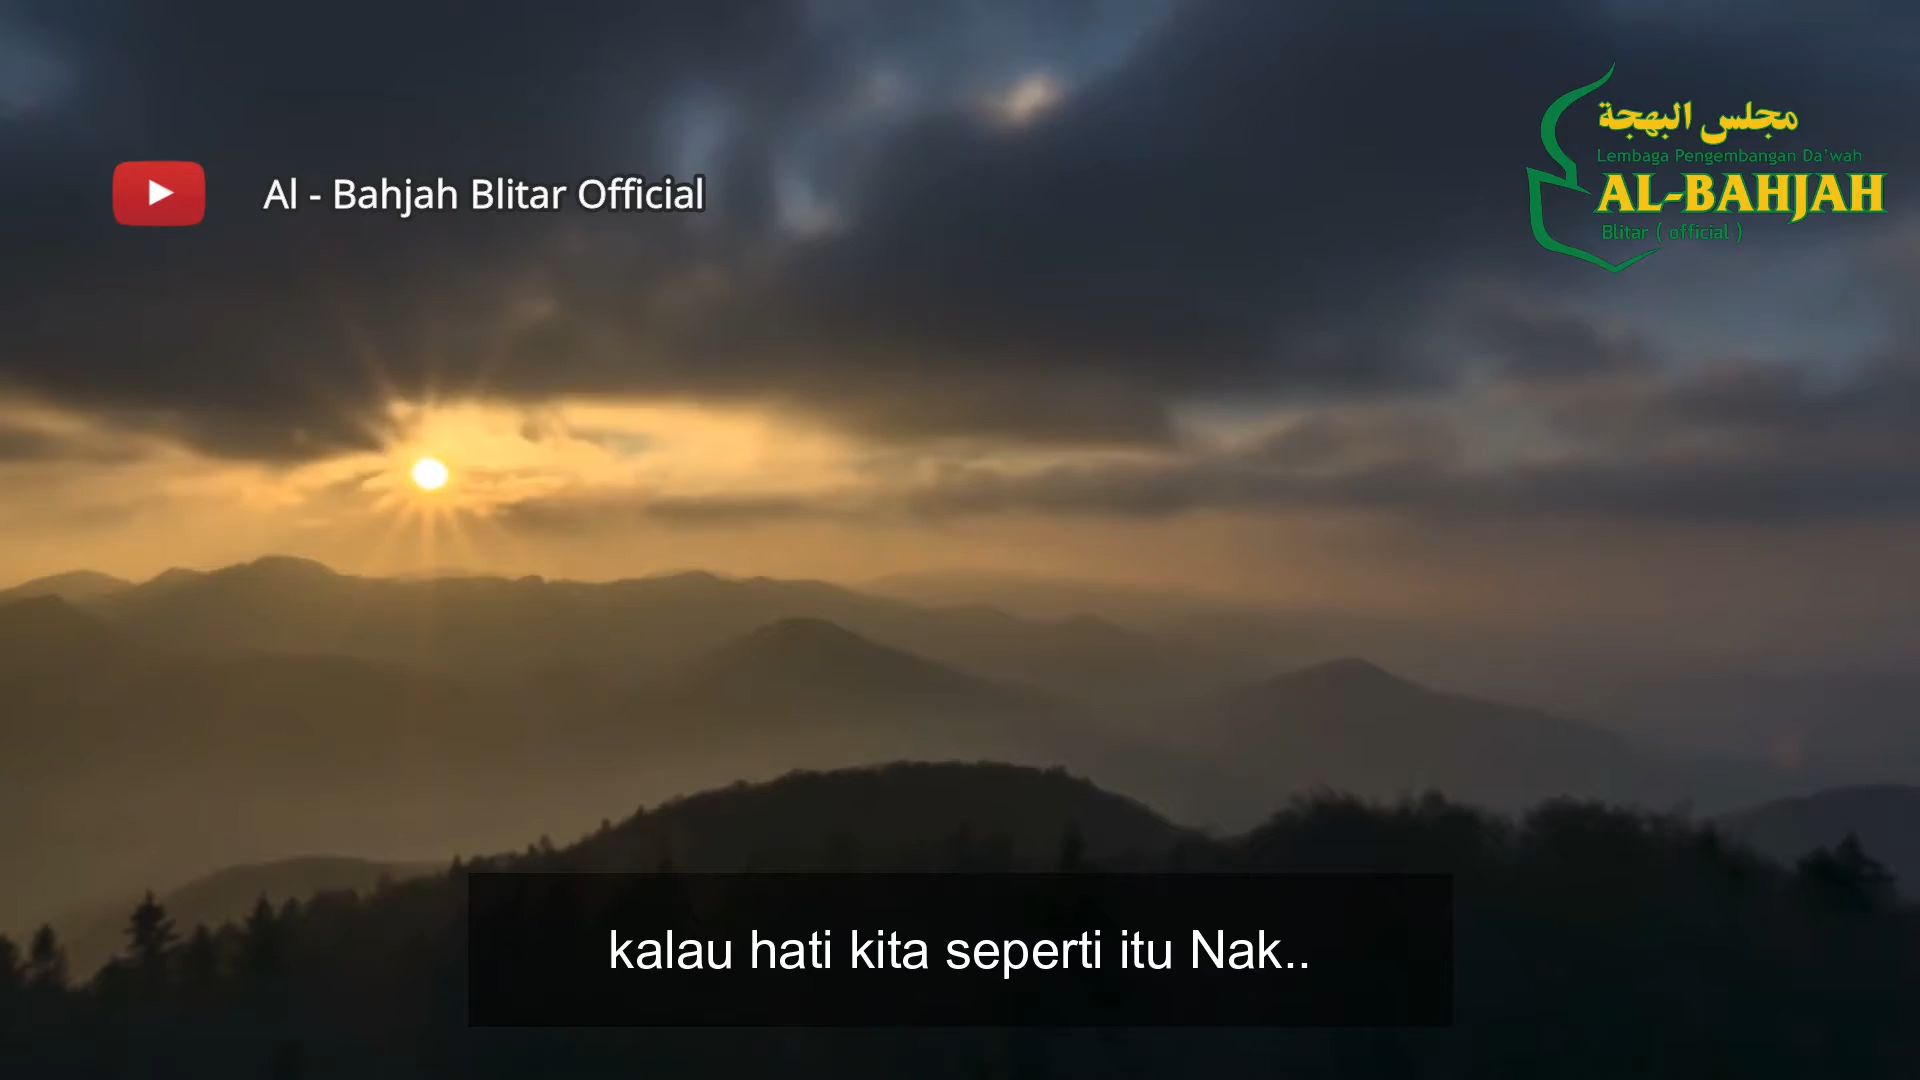 Al - Bahjah Blitar Official
مجلس البهجة
Lembaga Pengembangan Da'wah
AL-BAHJAH
Blitar ( official )
kalau hati kita seperti itu Nak..